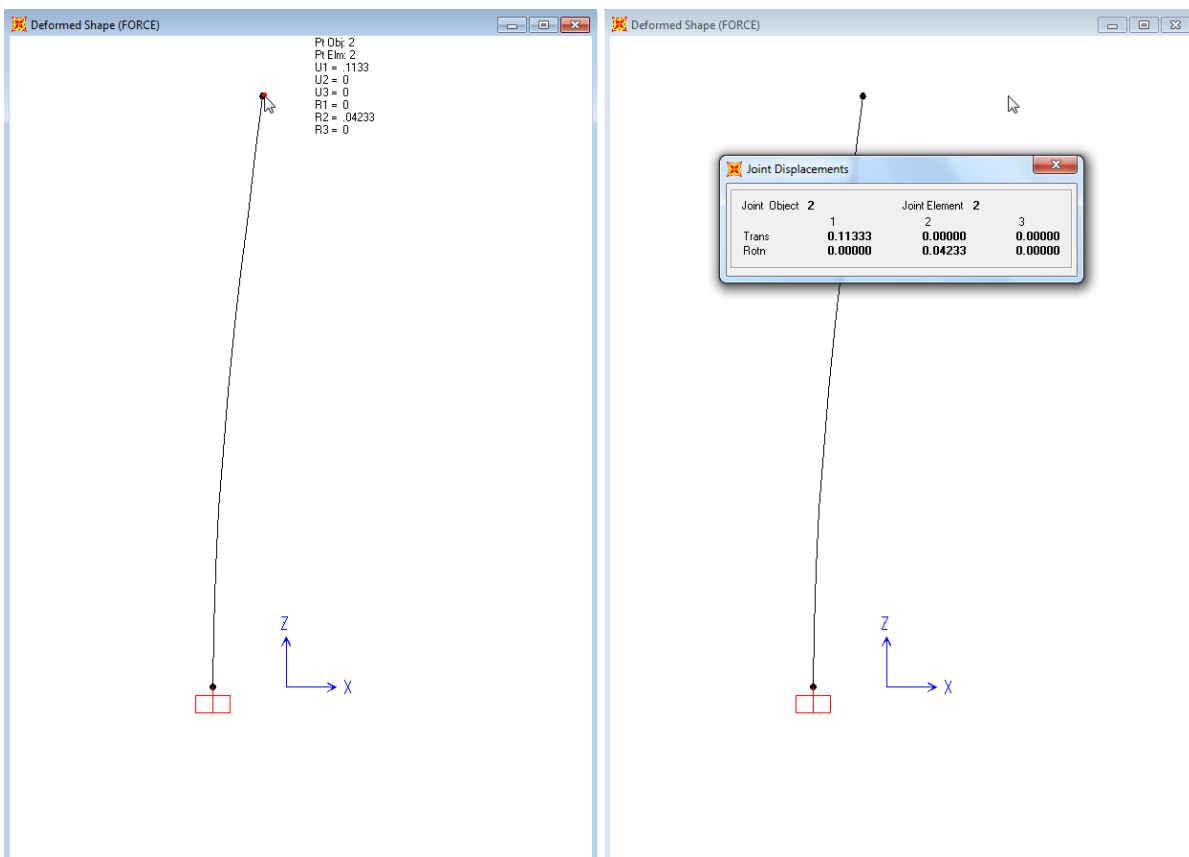 Deformed Shape (FORCE)
Pt Obj: 2
Pt Elm: 2
U1 = .1133
U2 = 0
U3 = 0
R1 = 0
R2 = .04233
R3 = 0
Z
X
Deformed Shape (FORCE)
Joint Displacements
Joint Object 2 Joint Element 2
1 2 3
Trans 0.11333 0.00000 0.00000
Rotn 0.00000 0.04233 0.00000
Z
X